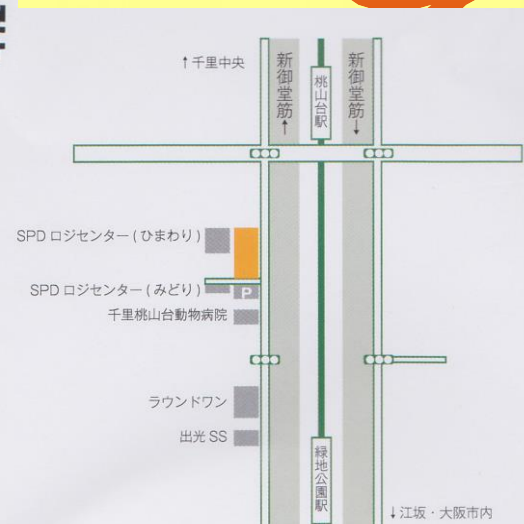 ↑千里中央
新御堂筋↑
桃山台駅
新御堂筋↓
SPD ロジセンター(ひまわり)
SPD ロジセンター(みどり)
P
千里桃山台動物病院
ラウンドワン
出光 SS
緑地公園駅
↓江坂・大阪市内